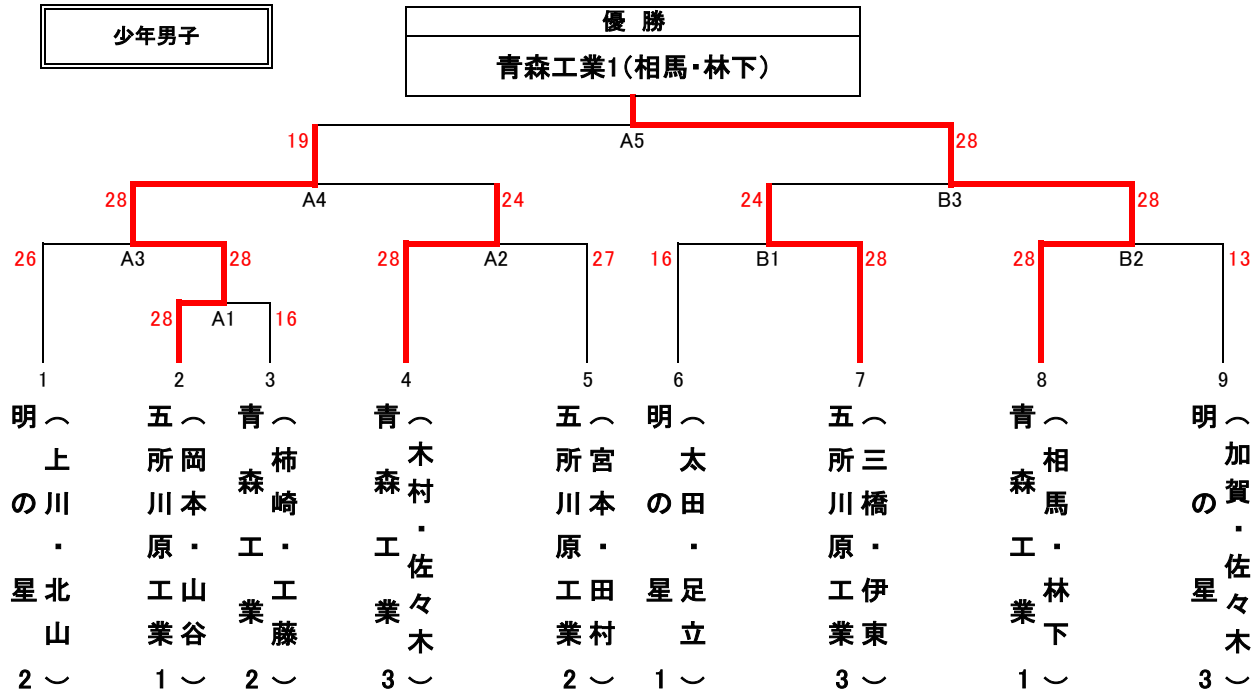 少年男子
優 勝
青森工業1(相馬・林下)
A5
19
28
A4
B3
28
24
24
28
A3
A2
B1
B2
26
28
28
27
16
28
28
13
A1
28
16
1
2
3
4
5
6
7
8
9
明の星2
(上川・北山)
五所川原工業1
(岡本・山谷)
青森工業2
(柿崎・工藤)
青森工業3
(木村・佐々木)
五所川原工業2
(宮本・田村)
明の星1
(太田・足立)
五所川原工業3
(三橋・伊東)
青森工業1
(相馬・林下)
明の星3
(加賀・佐々木)